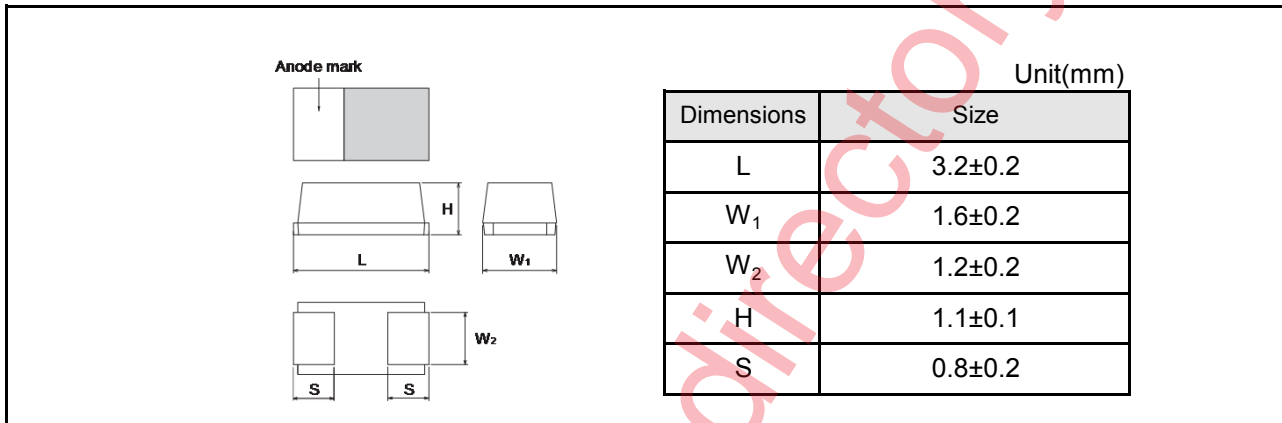 Anode mark
H
L
W₁
W₂
S S
Unit(mm)
Dimensions Size
L 3.2±0.2
W₁ 1.6±0.2
W₂ 1.2±0.2
H 1.1±0.1
S 0.8±0.2
directory